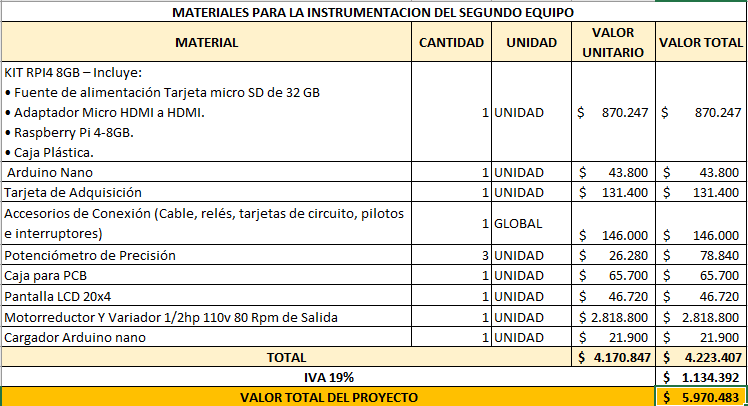 MATERIALES PARA LA INSTRUMENTACION DEL SEGUNDO EQUIPO
MATERIAL CANTIDAD UNIDAD VALOR UNITARIO VALOR TOTAL
KIT RPI4 8GB – Incluye:
• Fuente de alimentación Tarjeta micro SD de 32 GB
• Adaptador Micro HDMI a HDMI. 1 UNIDAD $ 870.247 $ 870.247
• Raspberry Pi 4-8GB.
• Caja Plástica.
Arduino Nano 1 UNIDAD $ 43.800 $ 43.800
Tarjeta de Adquisición 1 UNIDAD $ 131.400 $ 131.400
Accesorios de Conexión (Cable, relés, tarjetas de circuito, pilotos
e interruptores) 1 GLOBAL $ 146.000 $ 146.000
Potenciómetro de Precisión 3 UNIDAD $ 26.280 $ 78.840
Caja para PCB 1 UNIDAD $ 65.700 $ 65.700
Pantalla LCD 20x4 1 UNIDAD $ 46.720 $ 46.720
Motorreductor Y Variador 1/2hp 110v 80 Rpm de Salida 1 UNIDAD $ 2.818.800 $ 2.818.800
Cargador Arduino nano 1 UNIDAD $ 21.900 $ 21.900
TOTAL $ 4.170.847 $ 4.223.407
IVA 19% $ 1.134.392
VALOR TOTAL DEL PROYECTO $ 5.970.483